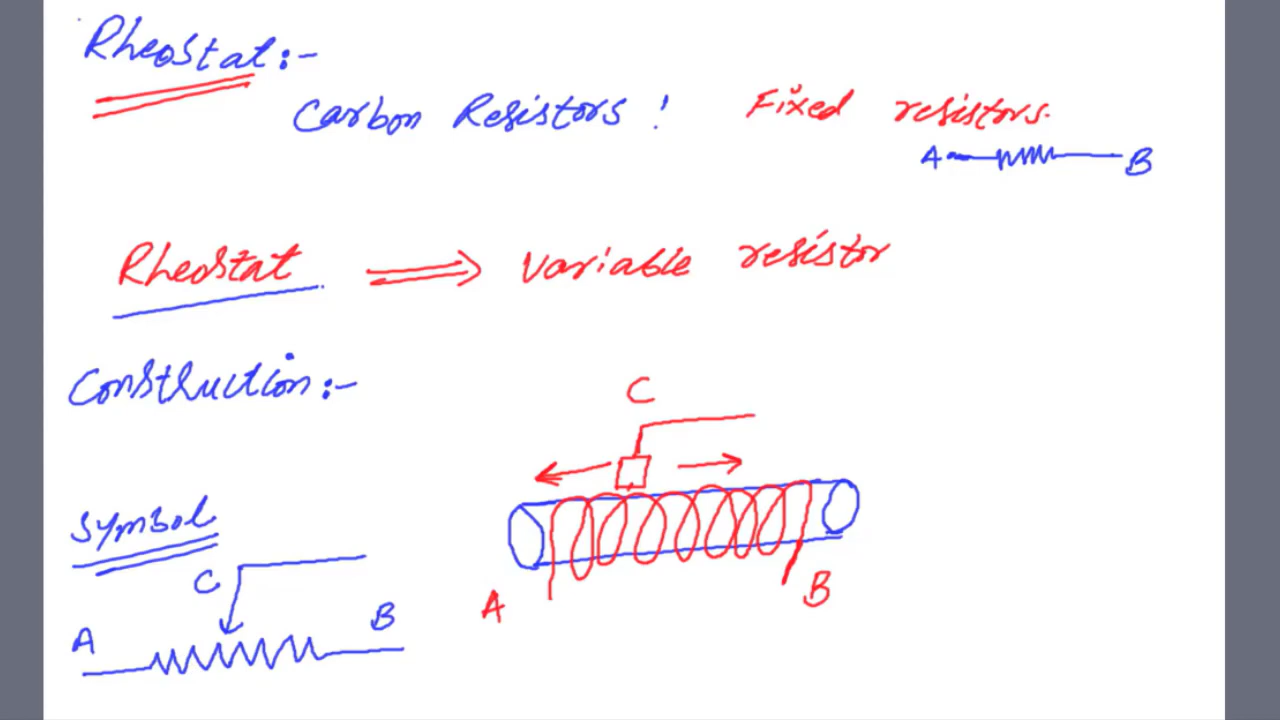 Rheostat:-
Carbon Resistors! Fixed resistors.
A B
Rheostat ⇒ Variable resistor
Construction:-
C
Symbol
C
A B
A B